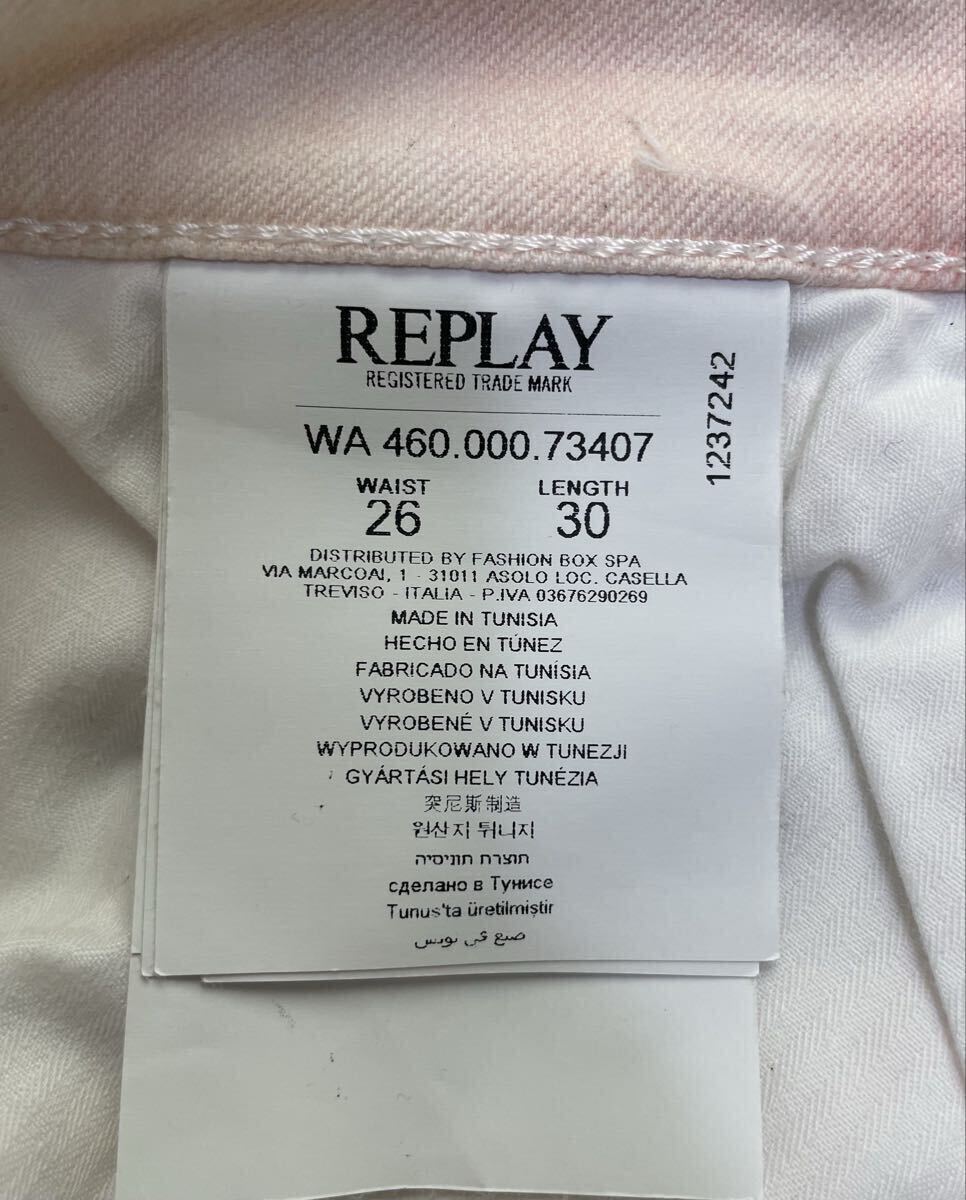 REPLAY
REGISTERED TRADE MARK
1237242
WA 460.000.73407
WAIST LENGTH
26 30
DISTRIBUTED BY FASHION BOX SPA
VIA MARCOAI, 1 - 31011 ASOLO LOC. CASELLA
TREVISO - ITALIA - P.IVA 03676290269
MADE IN TUNISIA
HECHO EN TÚNEZ
FABRICADO NA TUNÍSIA
VYROBENO V TUNISKU
VYROBENÉ V TUNISKU
WYPRODUKOWANO W TUNEZJI
GYÁRTÁSI HELY TUNÉZIA
突尼斯制造
원산지 튀니지
תוצרת תוניסיה
сделано в Тунисе
Tunus'ta üretilmiştir
صنع في تونس